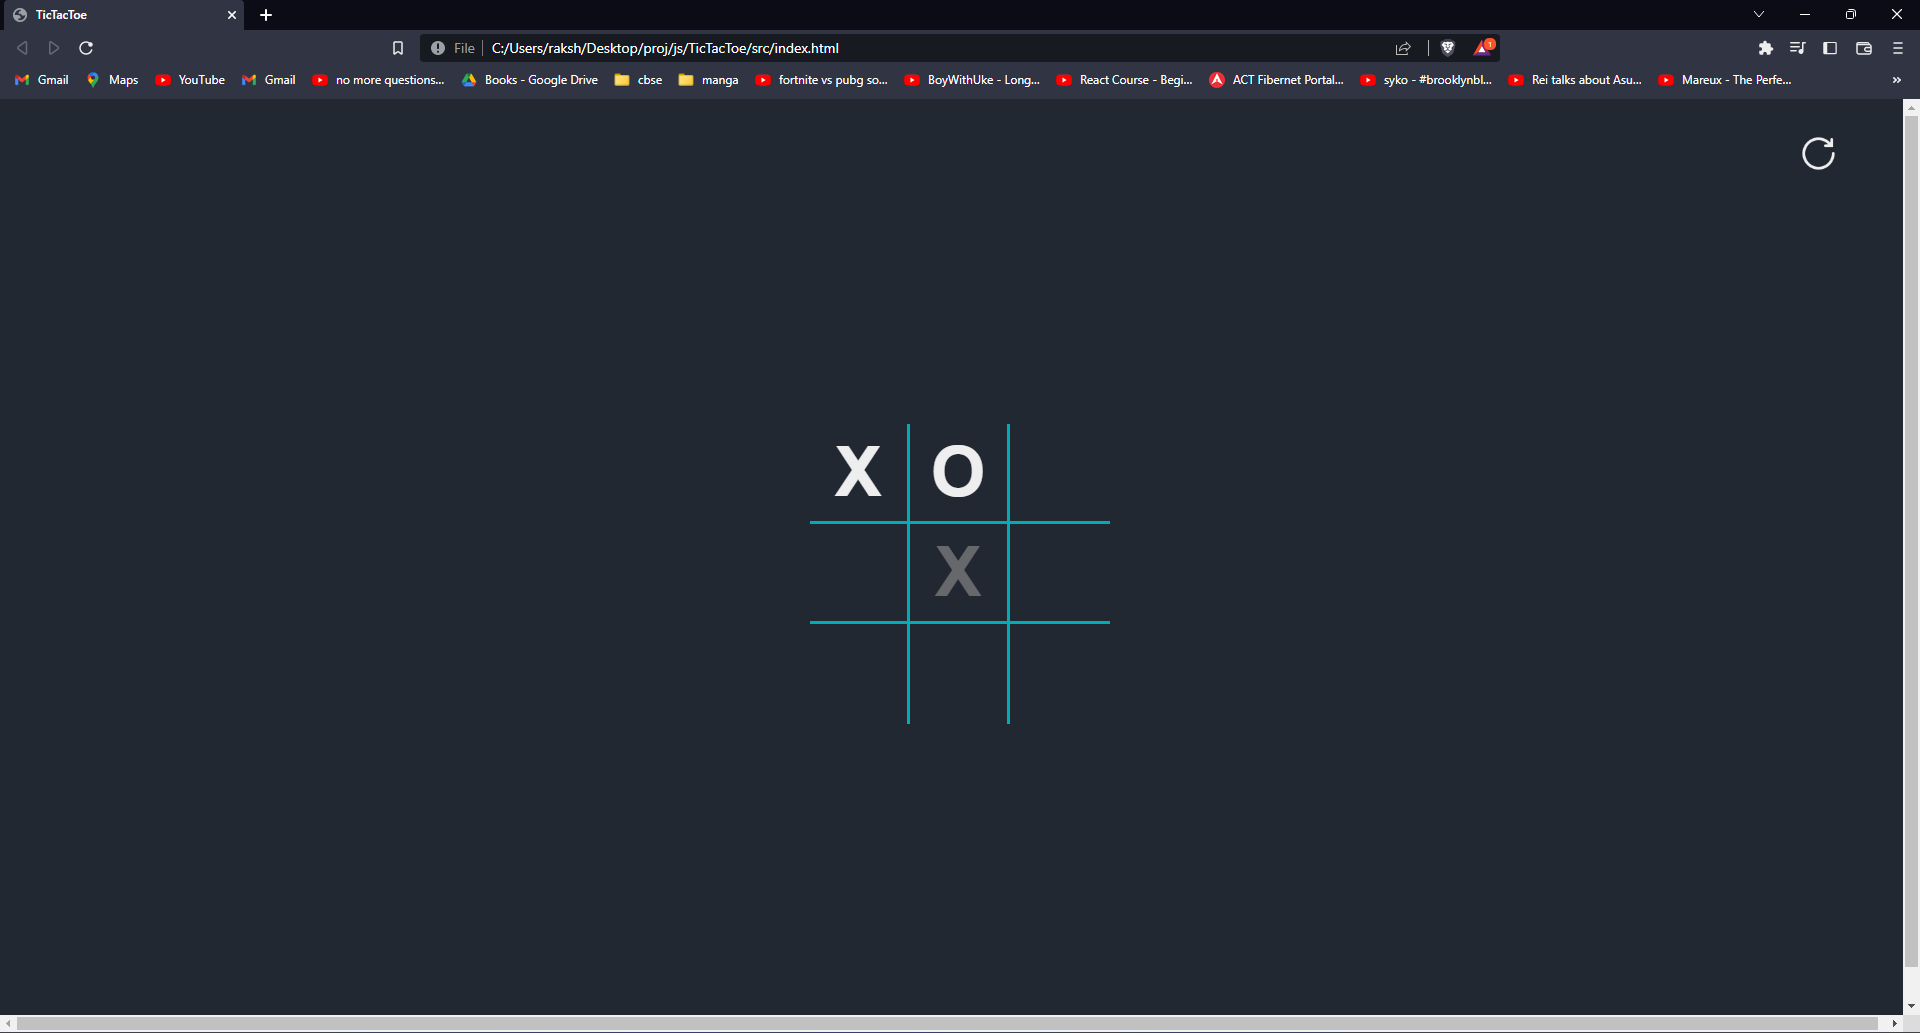 TicTacToe
File C:/Users/raksh/Desktop/proj/js/TicTacToe/src/index.html 1
Gmail Maps YouTube Gmail no more questions... Books - Google Drive cbse manga fortnite vs pubg so... BoyWithUke - Long... React Course - Begi... ACT Fibernet Portal... syko - #brooklynbl... Rei talks about Asu... Mareux - The Perfe... »
X O
X